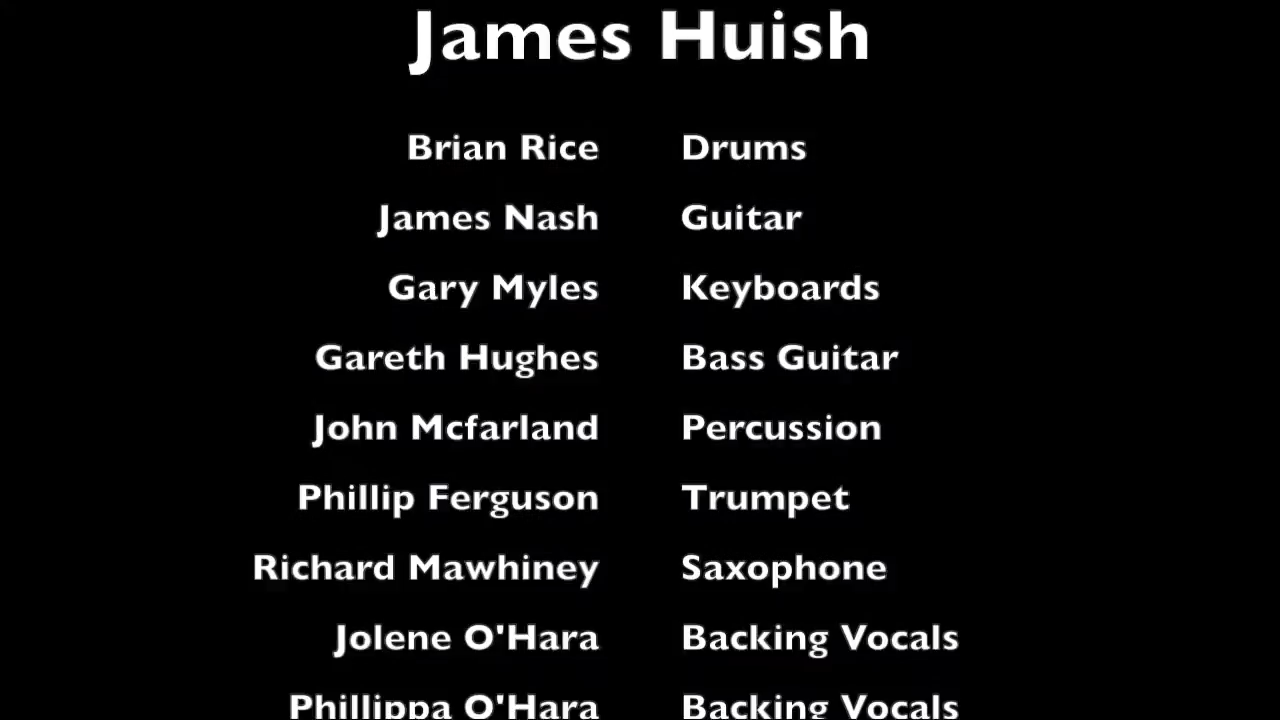 James Huish
Brian Rice Drums
James Nash Guitar
Gary Myles Keyboards
Gareth Hughes Bass Guitar
John Mcfarland Percussion
Phillip Ferguson Trumpet
Richard Mawhiney Saxophone
Jolene O'Hara Backing Vocals
Phillippa O'Hara Backing Vocals